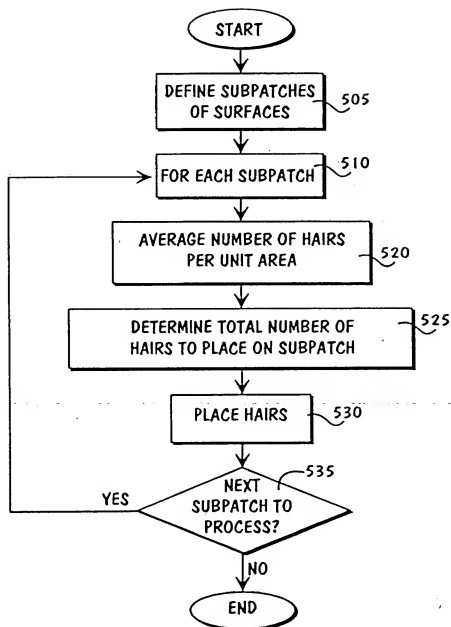 START
DEFINE SUBPATCHES
OF SURFACES
505
FOR EACH SUBPATCH
510
AVERAGE NUMBER OF HAIRS
PER UNIT AREA
520
DETERMINE TOTAL NUMBER OF
HAIRS TO PLACE ON SUBPATCH
525
PLACE HAIRS
530
535
YES
NEXT
SUBPATCH TO
PROCESS?
NO
END